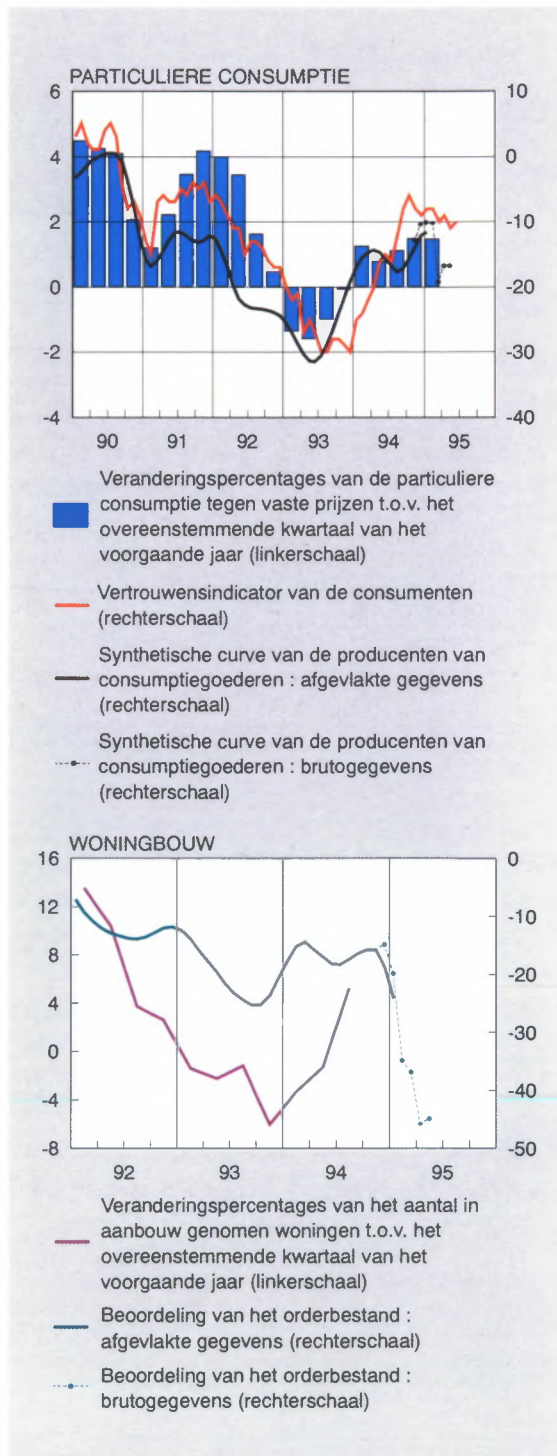 PARTICULIERE CONSUMPTIE
6
4
2
0
-2
-4
10
0
-10
-20
-30
-40
90 91 92 93 94 95
Veranderingspercentages van de particuliere
consumptie tegen vaste prijzen t.o.v. het
overeenstemmende kwartaal van het
voorgaande jaar (linkerschaal)
Vertrouwensindicator van de consumenten
(rechterschaal)
Synthetische curve van de producenten van
consumptiegoederen : afgevlakte gegevens
(rechterschaal)
Synthetische curve van de producenten van
consumptiegoederen : brutogegevens
(rechterschaal)
WONINGBOUW
16
12
8
4
0
-4
-8
0
-10
-20
-30
-40
-50
92 93 94 95
Veranderingspercentages van het aantal in
aanbouw genomen woningen t.o.v. het
overeenstemmende kwartaal van het
voorgaande jaar (linkerschaal)
Beoordeling van het orderbestand :
afgevlakte gegevens (rechterschaal)
Beoordeling van het orderbestand :
brutogegevens (rechterschaal)